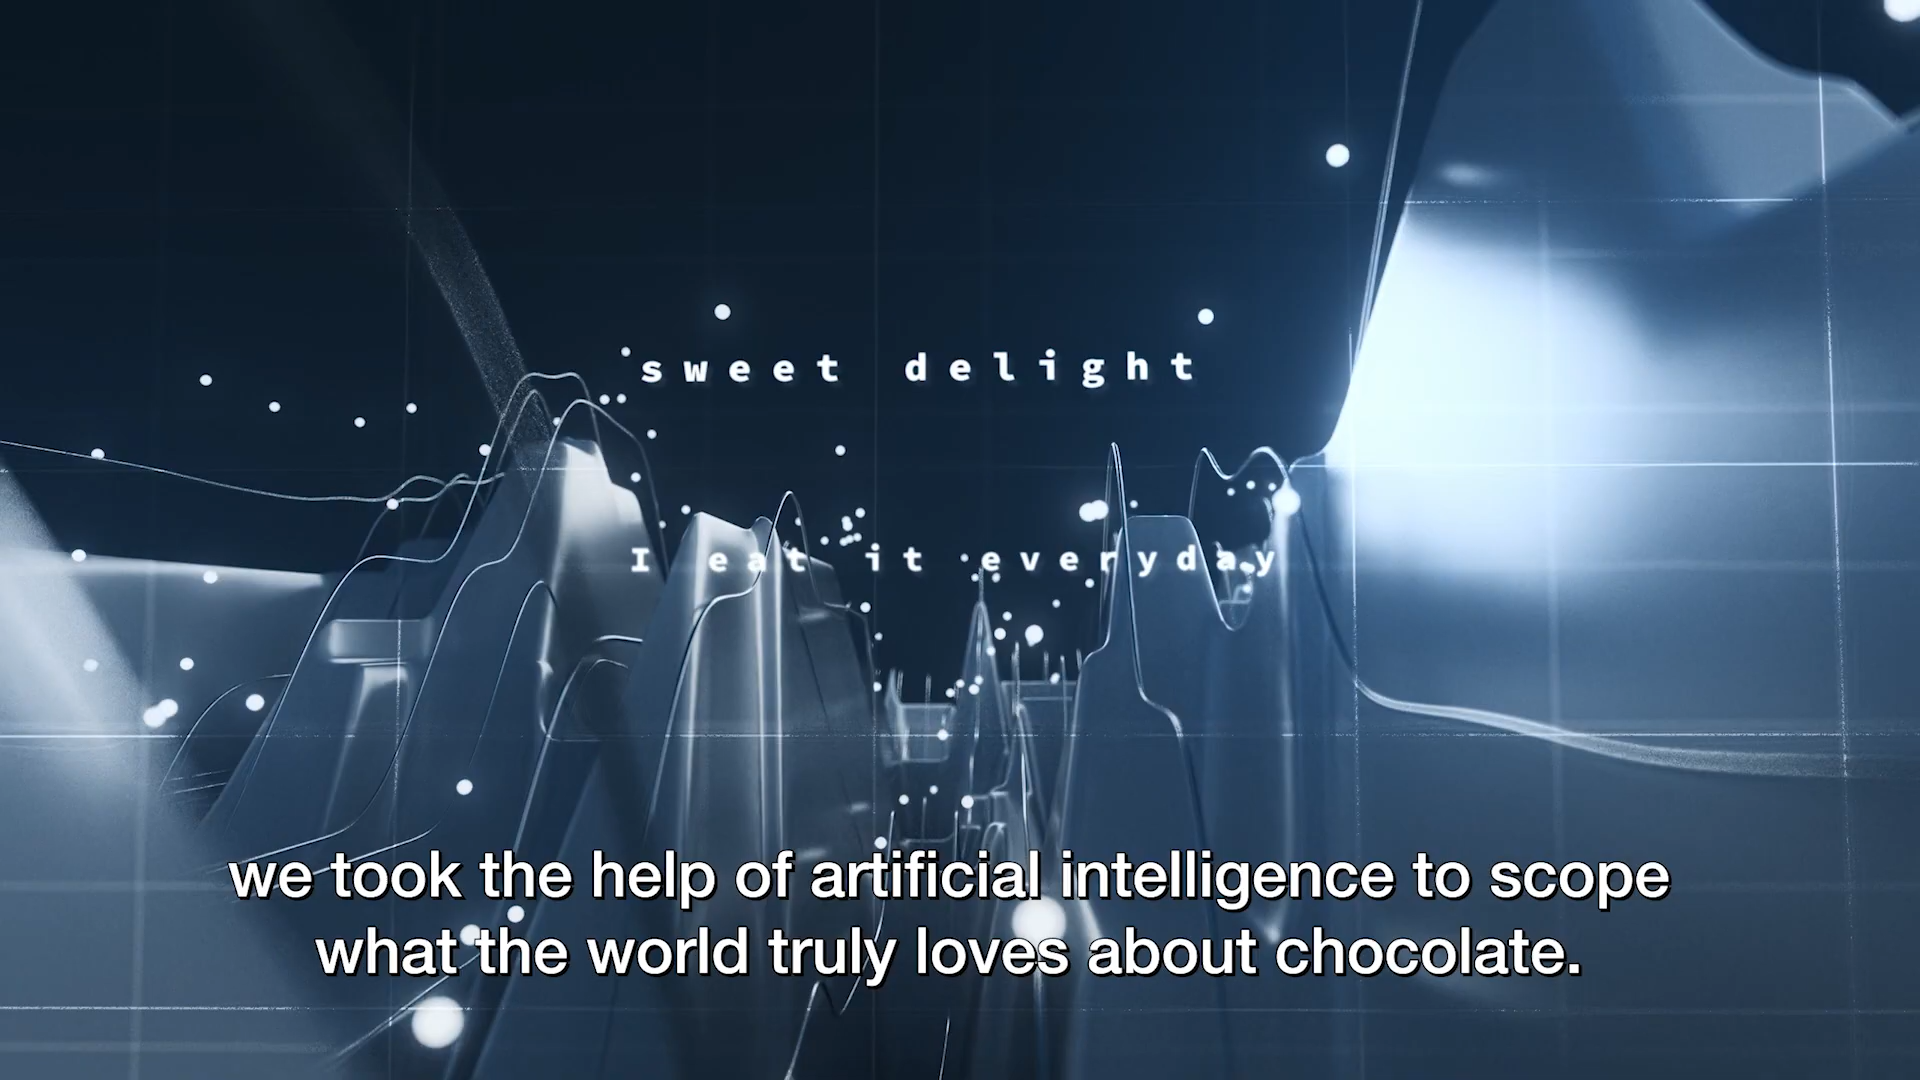 sweet delight
I eat it everyday
we took the help of artificial intelligence to scope
what the world truly loves about chocolate.